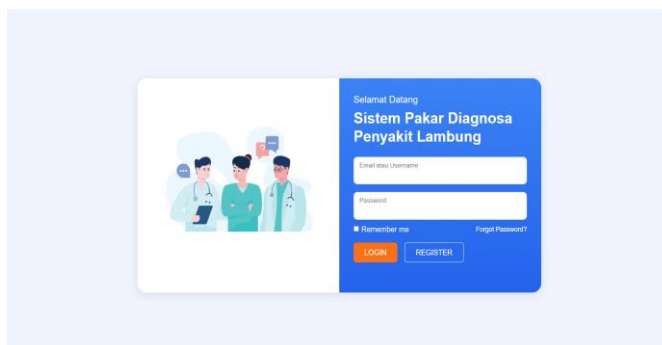 Selamat Datang
Sistem Pakar Diagnosa
Penyakit Lambung
Email atau Username
Password
Remember me Forgot Password?
LOGIN REGISTER